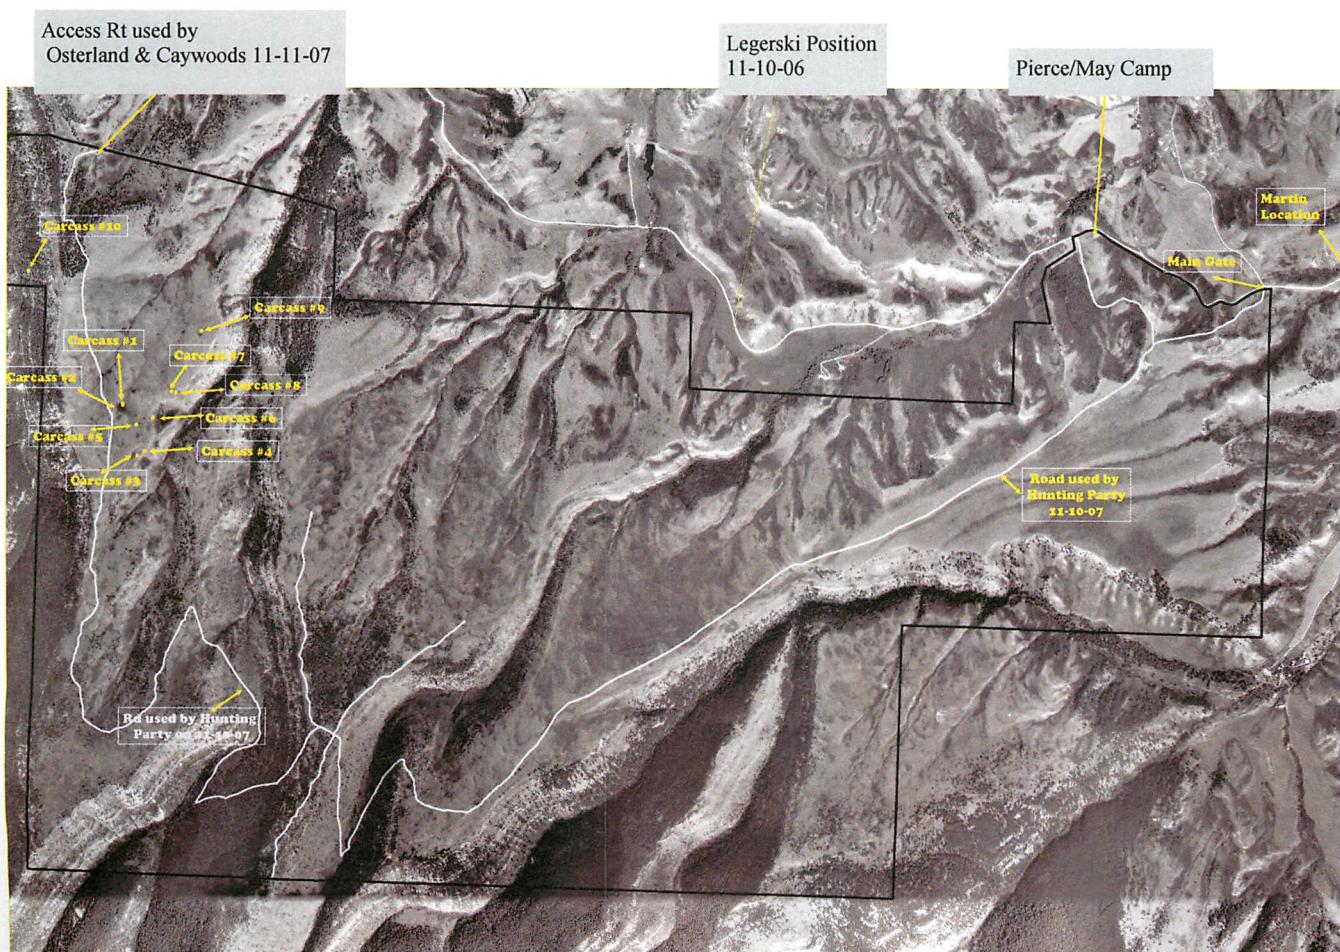 Access Rt used by
Osterland & Caywoods 11-11-07
Legerski Position
11-10-06
Pierce/May Camp
Martin
Location
Main Gate
Carcass #10
Carcass #9
Carcass #1
Carcass #7
Carcass #2
Carcass #8
Carcass #6
Carcass #5
Carcass #4
Carcass #3
Road used by
Hunting Party
11-10-07
Rd used by Hunting
Party on 11-10-07